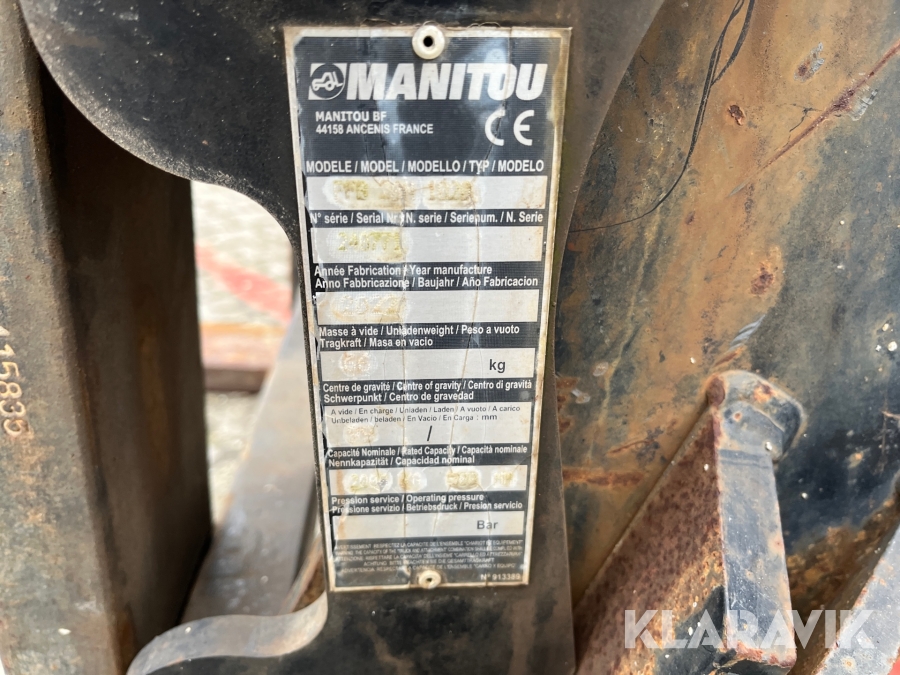 MANITOU
MANITOU BF
44158 ANCENIS FRANCE
CE
MODELE / MODEL / MODELLO / TYP / MODELO
N° série / Serial Nr. / N. serie / Serienum. / N. Serie
Année Fabrication / Year manufacture
Anno Fabbricazione / Baujahr / Año Fabricacion
Masse à vide / Unladenweight / Peso a vuoto
Tragkraft / Masa en vacio
kg
Centre de gravité / Centre of gravity / Centro di gravità
Schwerpunkt / Centro de gravedad
A vide / En charge / Unladen / Laden / A vuoto / A carico
Unbeladen / beladen / En Vacio / En Carga : mm
/
Capacité Nominale / Rated Capacity / Capacità nominale
Nennkapazität / Capacidad nominal
Pression service / Operating pressure
Pressione servizio / Betriebsdruck / Presion servicio
Bar
N° 913389
115835
KLARAVIK